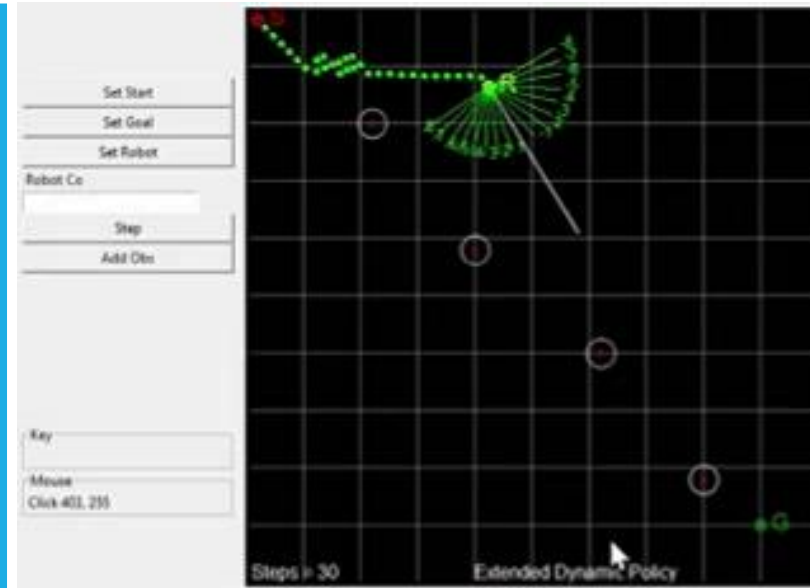 S
Set Start
Set Goal
Set Robot
Robot Co
Step
Add Obs
Key
Mouse
Click 403, 255
G
Steps = 30
Extended Dynamic Policy